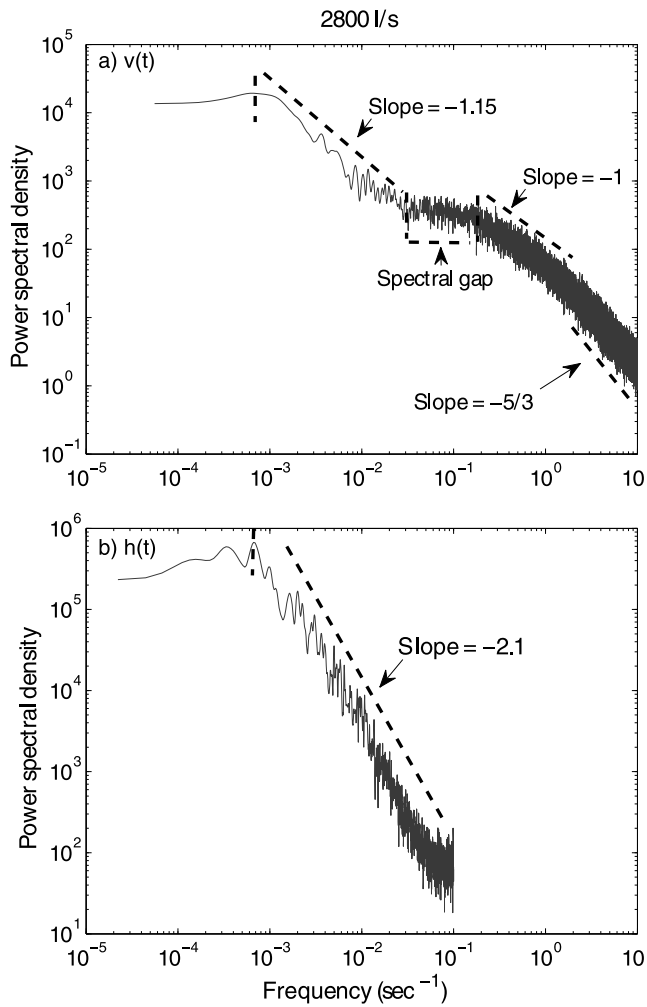 2800 l/s
a) v(t)
Slope = −1.15
Slope = −1
Spectral gap
Slope = −5/3
Power spectral density
10^5
10^4
10^3
10^2
10^1
10^0
10^−1
10^−5
10^−4
10^−3
10^−2
10^−1
10^0
10
b) h(t)
Slope = −2.1
Power spectral density
10^6
10^5
10^4
10^3
10^2
10^1
10^−5
10^−4
10^−3
10^−2
10^−1
10^0
10
Frequency (sec^−1)